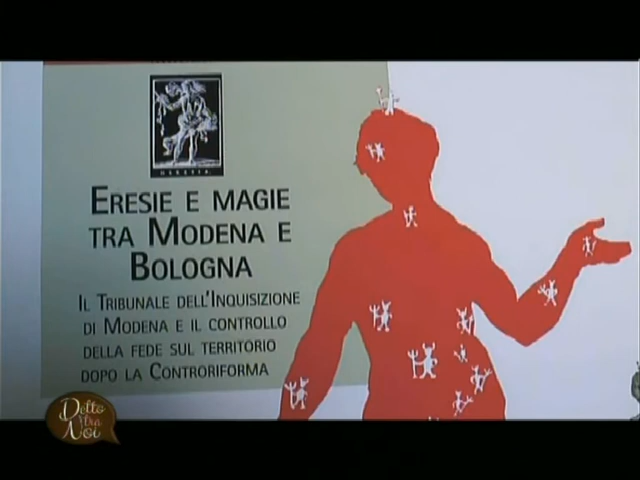 HERESIA
ERESIE E MAGIE
TRA MODENA E
BOLOGNA
IL TRIBUNALE DELL'INQUISIZIONE
DI MODENA E IL CONTROLLO
DELLA FEDE SUL TERRITORIO
DOPO LA CONTRORIFORMA
Detto
tra
Noi